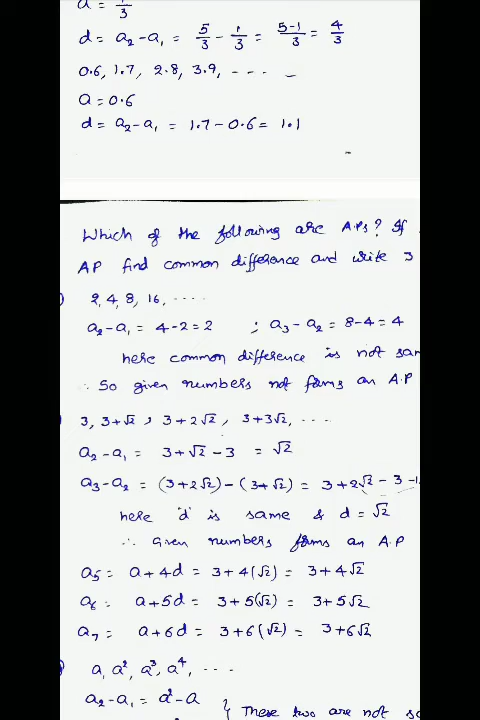 a = 1/3
d = a₂-a₁ = 5/3 - 1/3 = 5-1/3 = 4/3
0.6, 1.7, 2.8, 3.9, ----
a = 0.6
d = a₂-a₁ = 1.7-0.6 = 1.1
Which of the following are A.Ps? If
AP find common difference and write 3
) 2, 4, 8, 16, ....
a₂-a₁ = 4-2 = 2 ; a₃-a₂ = 8-4 = 4
here common difference is not sam
∴ So given numbers not forms an A.P
) 3, 3+√2, 3+2√2, 3+3√2, ....
a₂-a₁ = 3+√2-3 = √2
a₃-a₂ = (3+2√2)-(3+√2) = 3+2√2-3-
here 'd' is same & d = √2
∴ Given numbers forms an A.P
a₅ = a+4d = 3+4(√2) = 3+4√2
a₆ = a+5d = 3+5(√2) = 3+5√2
a₇ = a+6d = 3+6(√2) = 3+6√2
) a, a², a³, a⁴, ....
a₂-a₁ = a²-a } These two are not sa